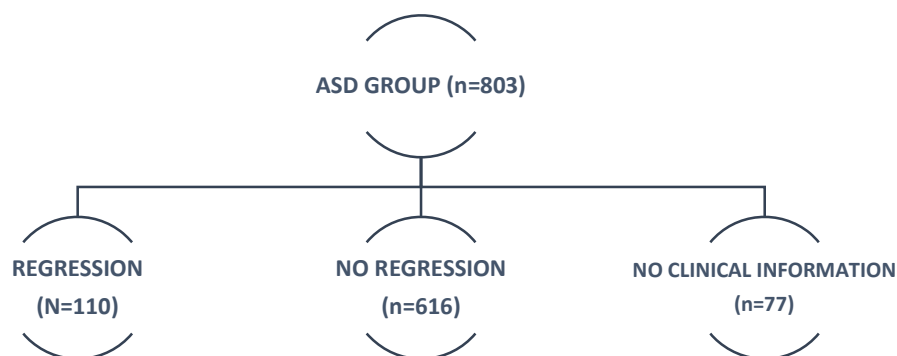 ASD GROUP (n=803)
REGRESSION
(N=110)
NO REGRESSION
(n=616)
NO CLINICAL INFORMATION
(n=77)